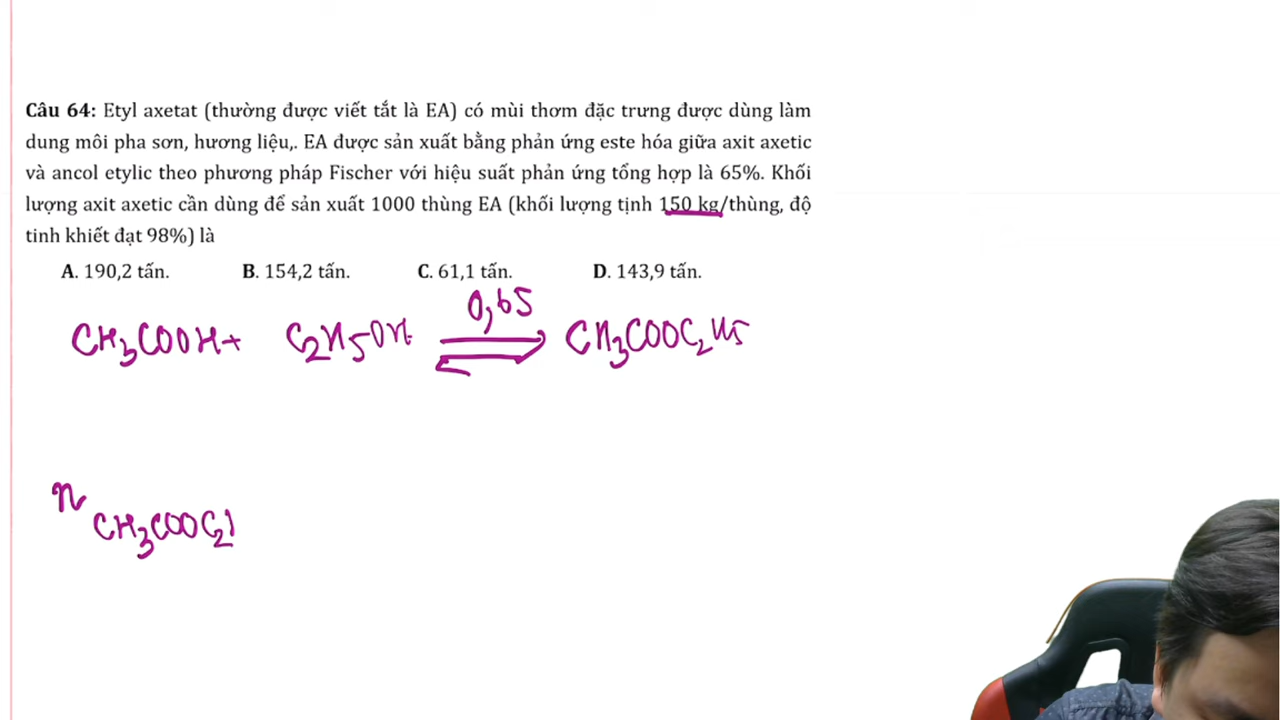 Câu 64: Etyl axetat (thường được viết tắt là EA) có mùi thơm đặc trưng được dùng làm
dung môi pha sơn, hương liệu,. EA được sản xuất bằng phản ứng este hóa giữa axit axetic
và ancol etylic theo phương pháp Fischer với hiệu suất phản ứng tổng hợp là 65%. Khối
lượng axit axetic cần dùng để sản xuất 1000 thùng EA (khối lượng tịnh 150 kg/thùng, độ
tinh khiết đạt 98%) là
A. 190,2 tấn. B. 154,2 tấn. C. 61,1 tấn. D. 143,9 tấn.
0,65
CH3COOH + C2H5OH ⇌ CH3COOC2H5
n CH3COOC2